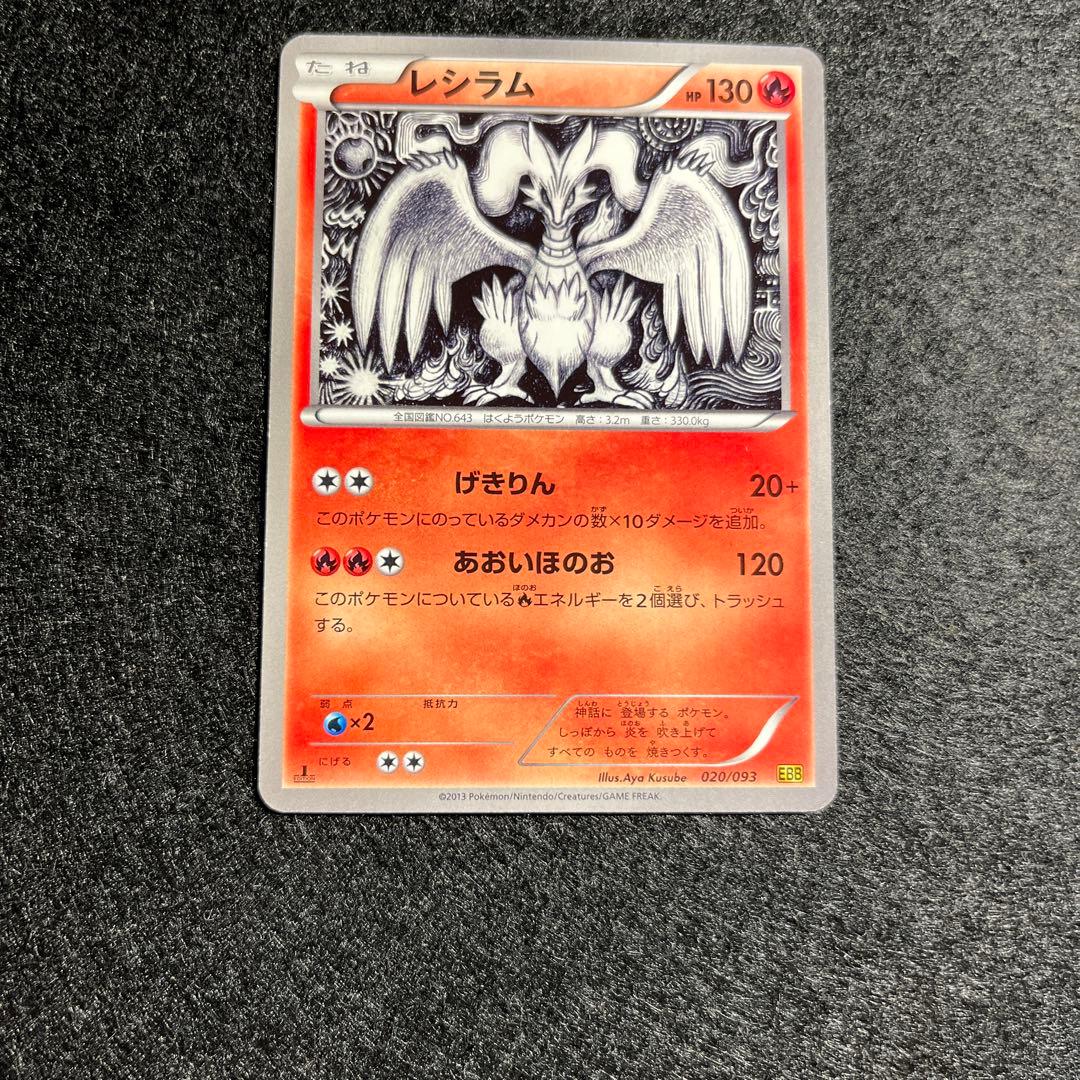 たね レシラム HP 130
全国図鑑NO.643 はくようポケモン 高さ：3.2m 重さ：330.0kg
げきりん 20+
このポケモンにのっているダメカンの数×10ダメージを追加。
あおいほのお 120
このポケモンについているエネルギーを2個選び、トラッシュ
する。
弱点 抵抗力
×2
にげる
神話に 登場する ポケモン。
しっぽから 炎を 吹き上げて
すべての ものを 焼きつくす。
1 EDITION
Illus.Aya Kusube 020/093 EBB
©2013 Pokémon/Nintendo/Creatures/GAME FREAK.